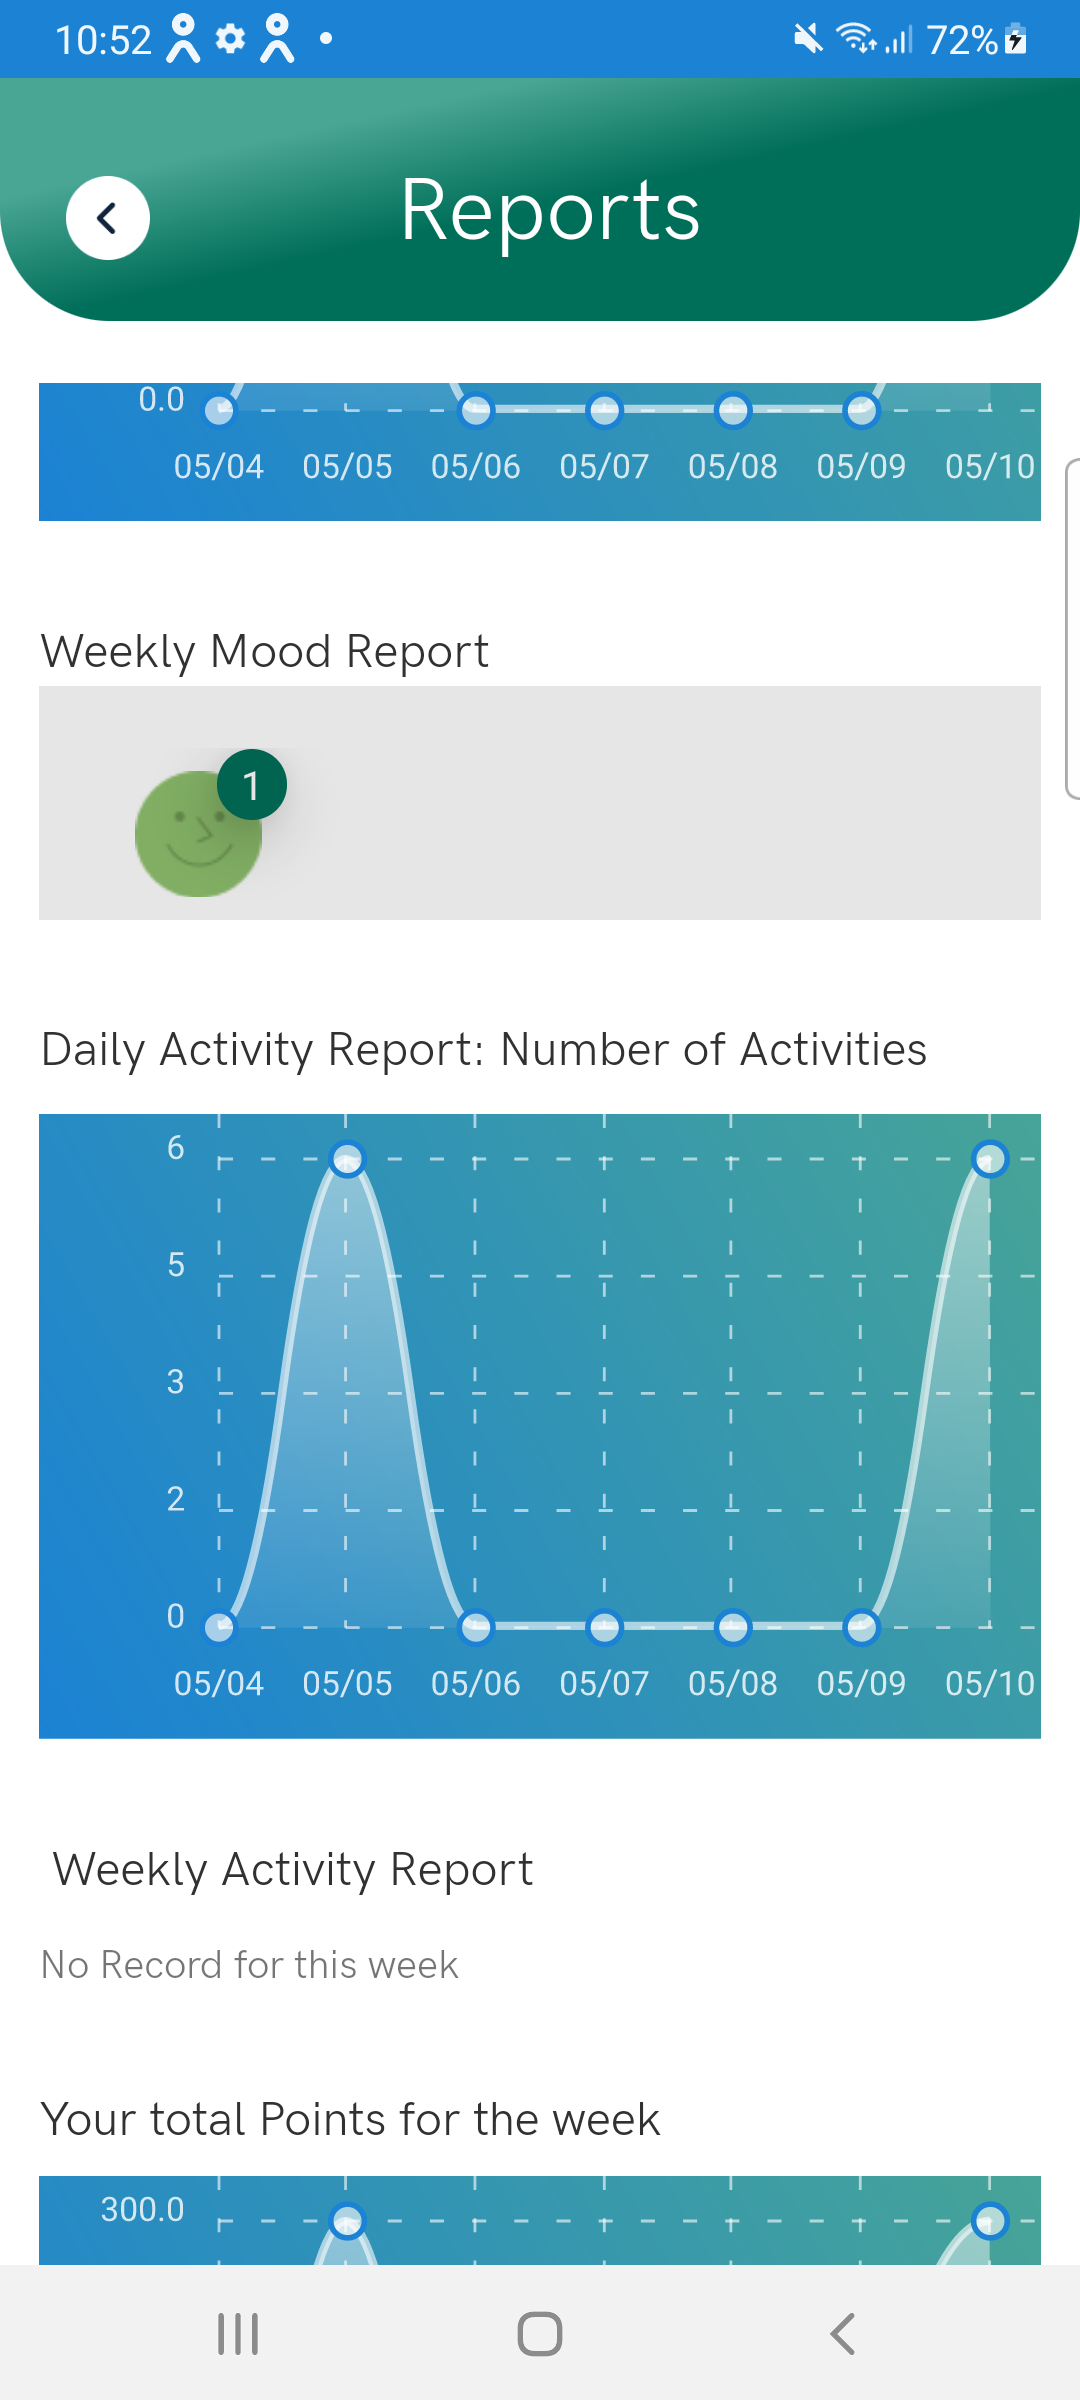 10:52 72%
Reports
0.0
05/04 05/05 05/06 05/07 05/08 05/09 05/10
Weekly Mood Report
1
Daily Activity Report: Number of Activities
6
5
3
2
0
05/04 05/05 05/06 05/07 05/08 05/09 05/10
Weekly Activity Report
No Record for this week
Your total Points for the week
300.0